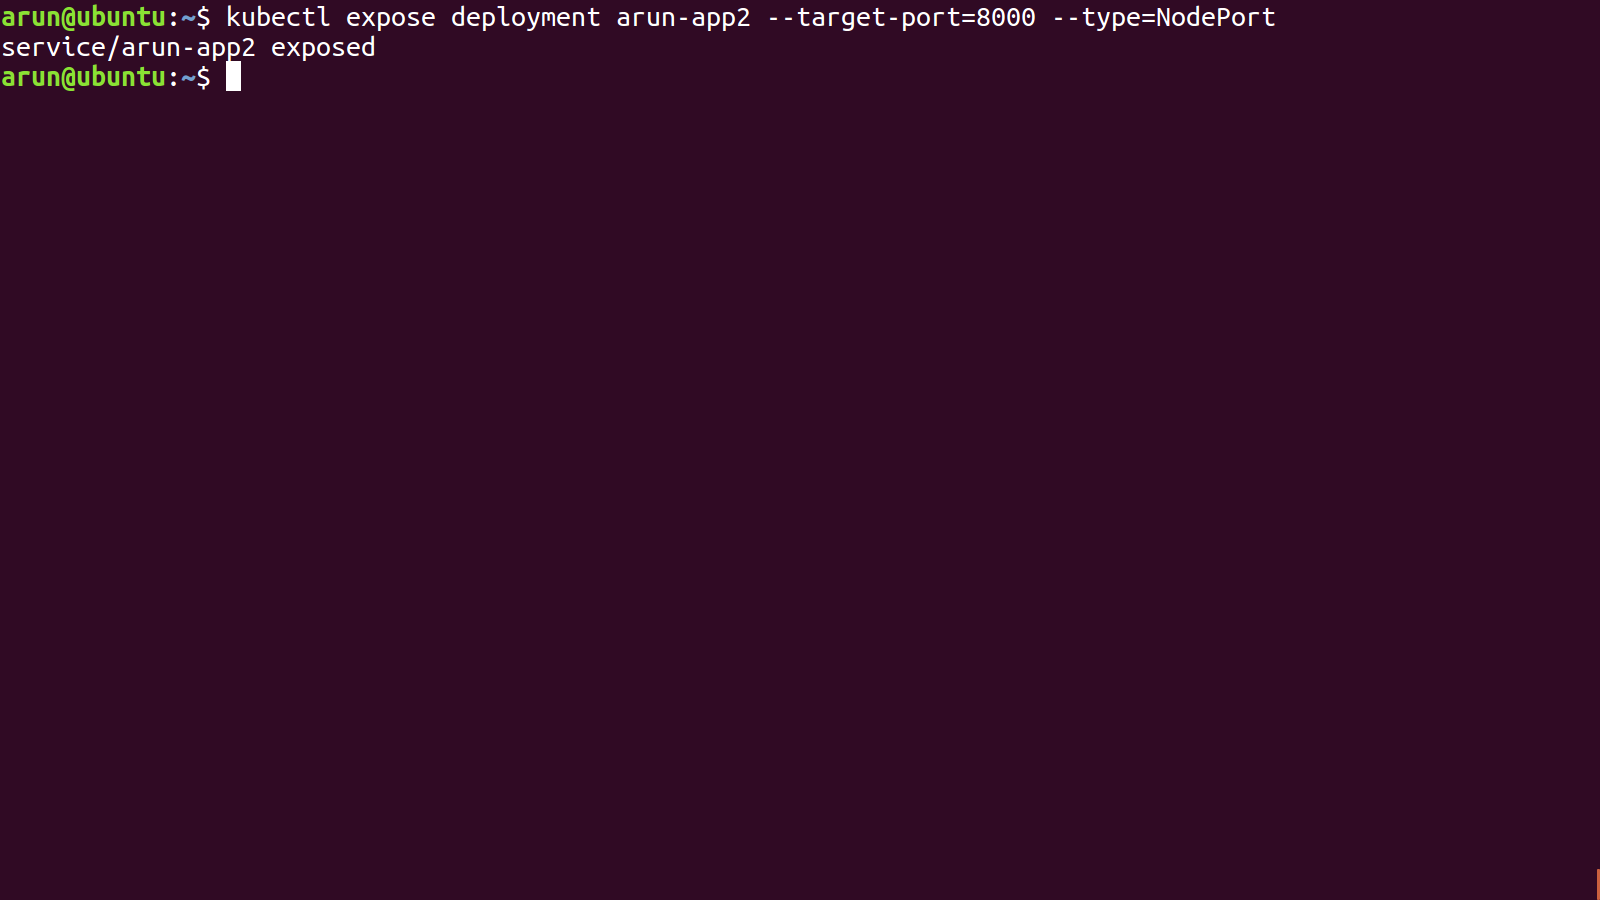 arun@ubuntu:~$ kubectl expose deployment arun-app2 --target-port=8000 --type=NodePort
service/arun-app2 exposed
arun@ubuntu:~$